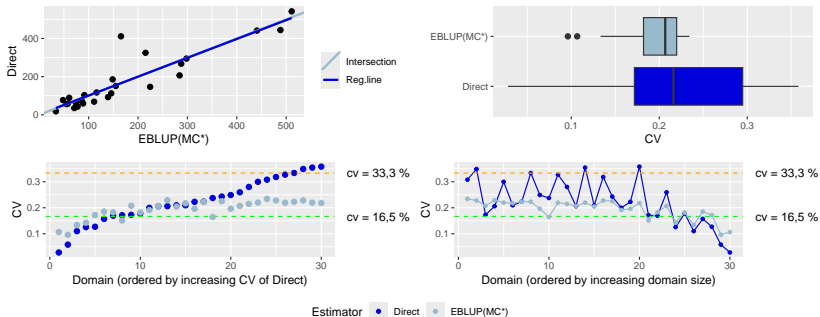 Direct
400
200
0
100
200
300
400
500
EBLUP(MC*)
Intersection
Reg.line
EBLUP(MC*)
Direct
0.1
0.2
0.3
CV
CV
0.3
0.2
0.1
0
10
20
30
Domain (ordered by increasing CV of Direct)
cv = 33,3 %
cv = 16,5 %
CV
0.3
0.2
0.1
0
10
20
30
Domain (ordered by increasing domain size)
cv = 33,3 %
cv = 16,5 %
Estimator Direct EBLUP(MC*)